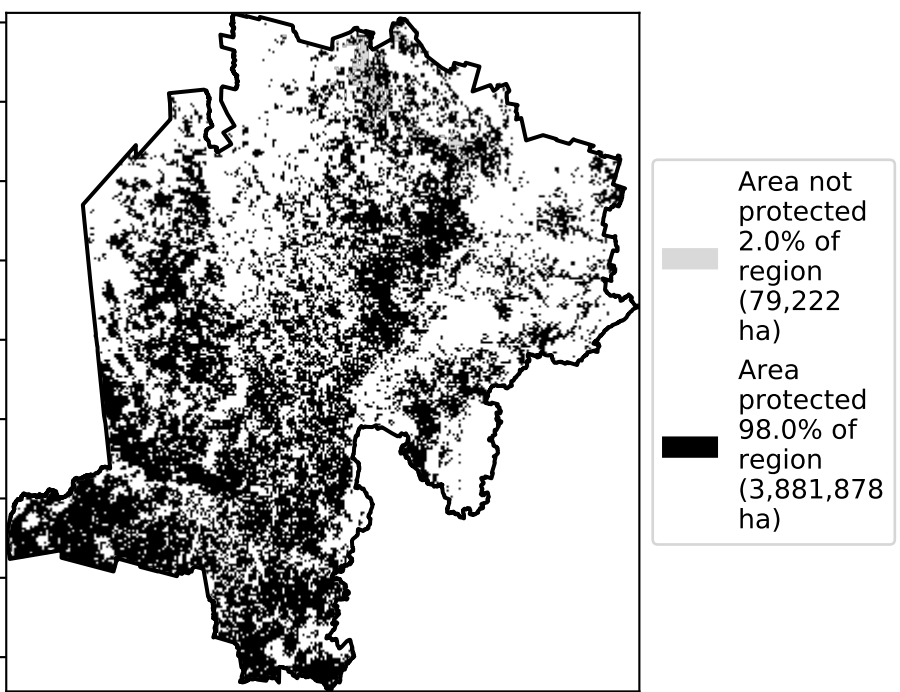 Area not
protected
2.0% of
region
(79,222
ha)
Area
protected
98.0% of
region
(3,881,878
ha)